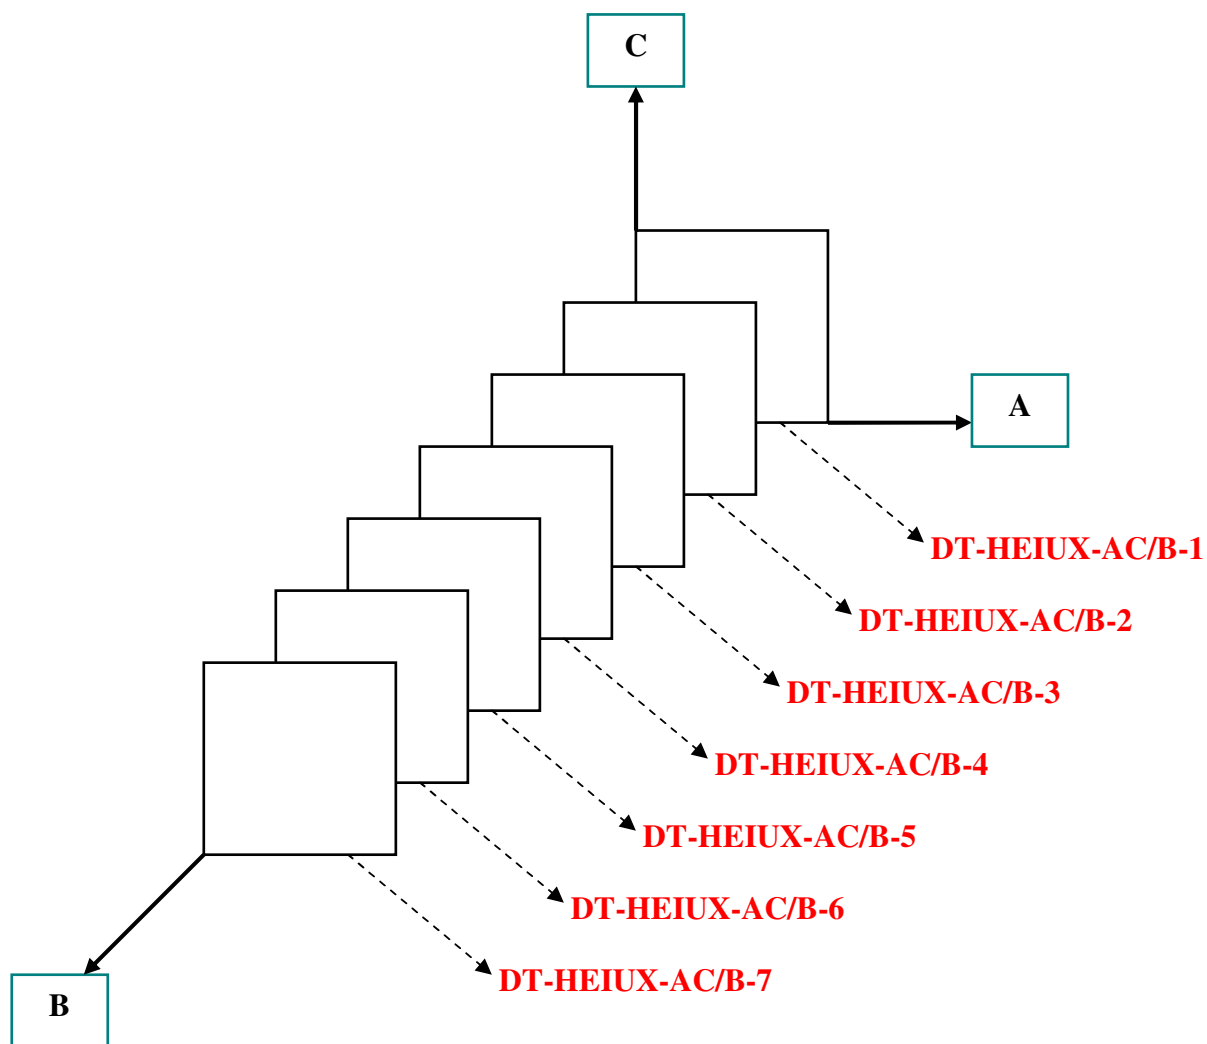 C
A
DT-HEIUX-AC/B-1
DT-HEIUX-AC/B-2
DT-HEIUX-AC/B-3
DT-HEIUX-AC/B-4
DT-HEIUX-AC/B-5
DT-HEIUX-AC/B-6
DT-HEIUX-AC/B-7
B